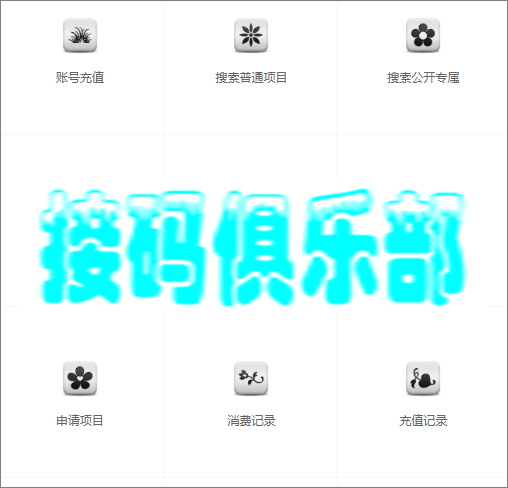 账号充值
搜索普通项目
搜索公开专属
接码俱乐部
申请项目
消费记录
充值记录